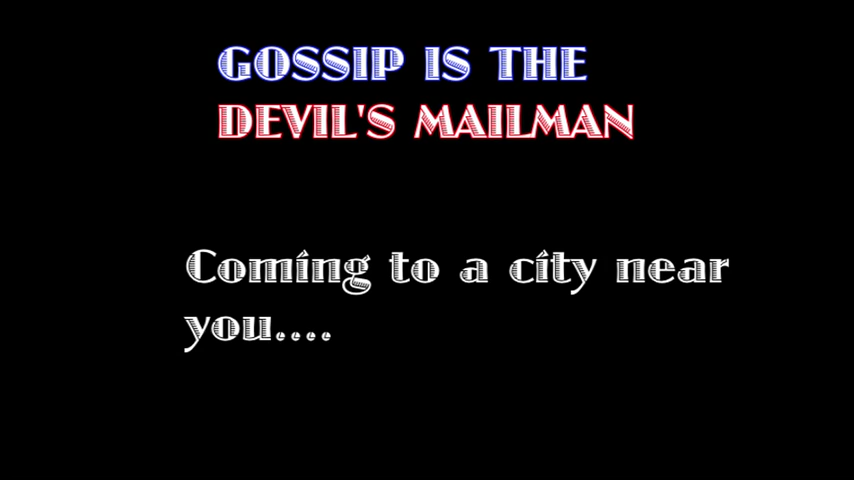 GOSSIP IS THE
DEVIL'S MAILMAN
Coming to a city near
you....